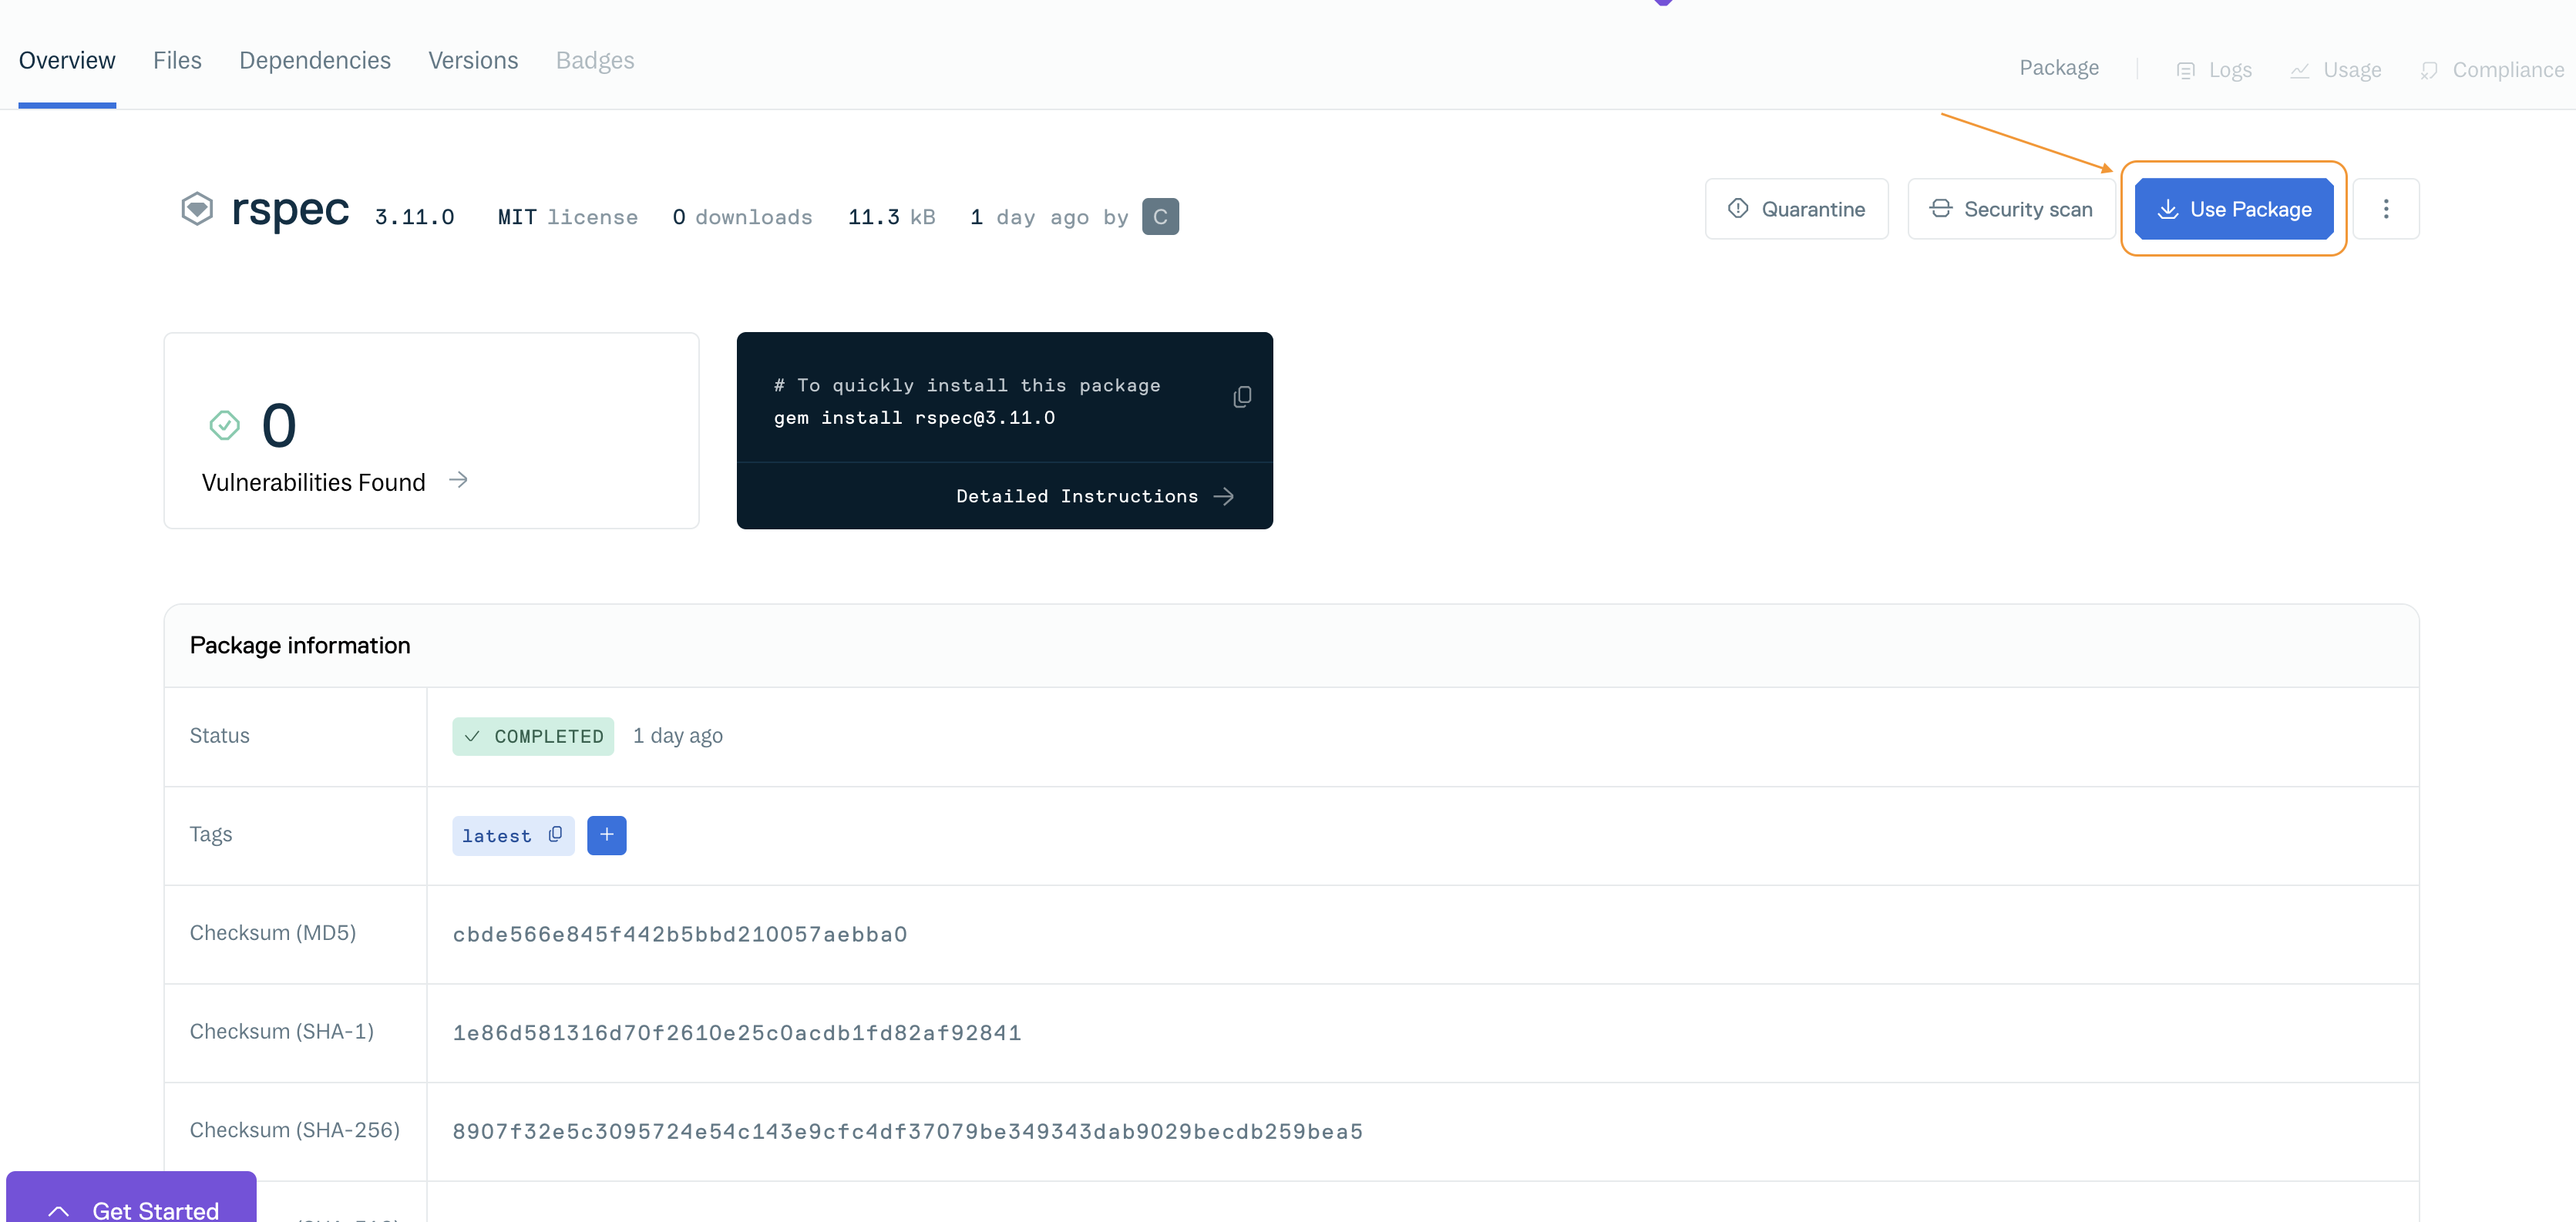 Overview Files Dependencies Versions Badges
Package Logs Usage Compliance
rspec 3.11.0 MIT license 0 downloads 11.3 kB 1 day ago by C
Quarantine Security scan Use Package
0
Vulnerabilities Found
# To quickly install this package
gem install rspec@3.11.0
Detailed Instructions
Package information
Status COMPLETED 1 day ago
Tags latest
Checksum (MD5) cbde566e845f442b5bbd210057aebba0
Checksum (SHA-1) 1e86d581316d70f2610e25c0acdb1fd82af92841
Checksum (SHA-256) 8907f32e5c3095724e54c143e9cfc4df37079be349343dab9029becdb259bea5
Get Started